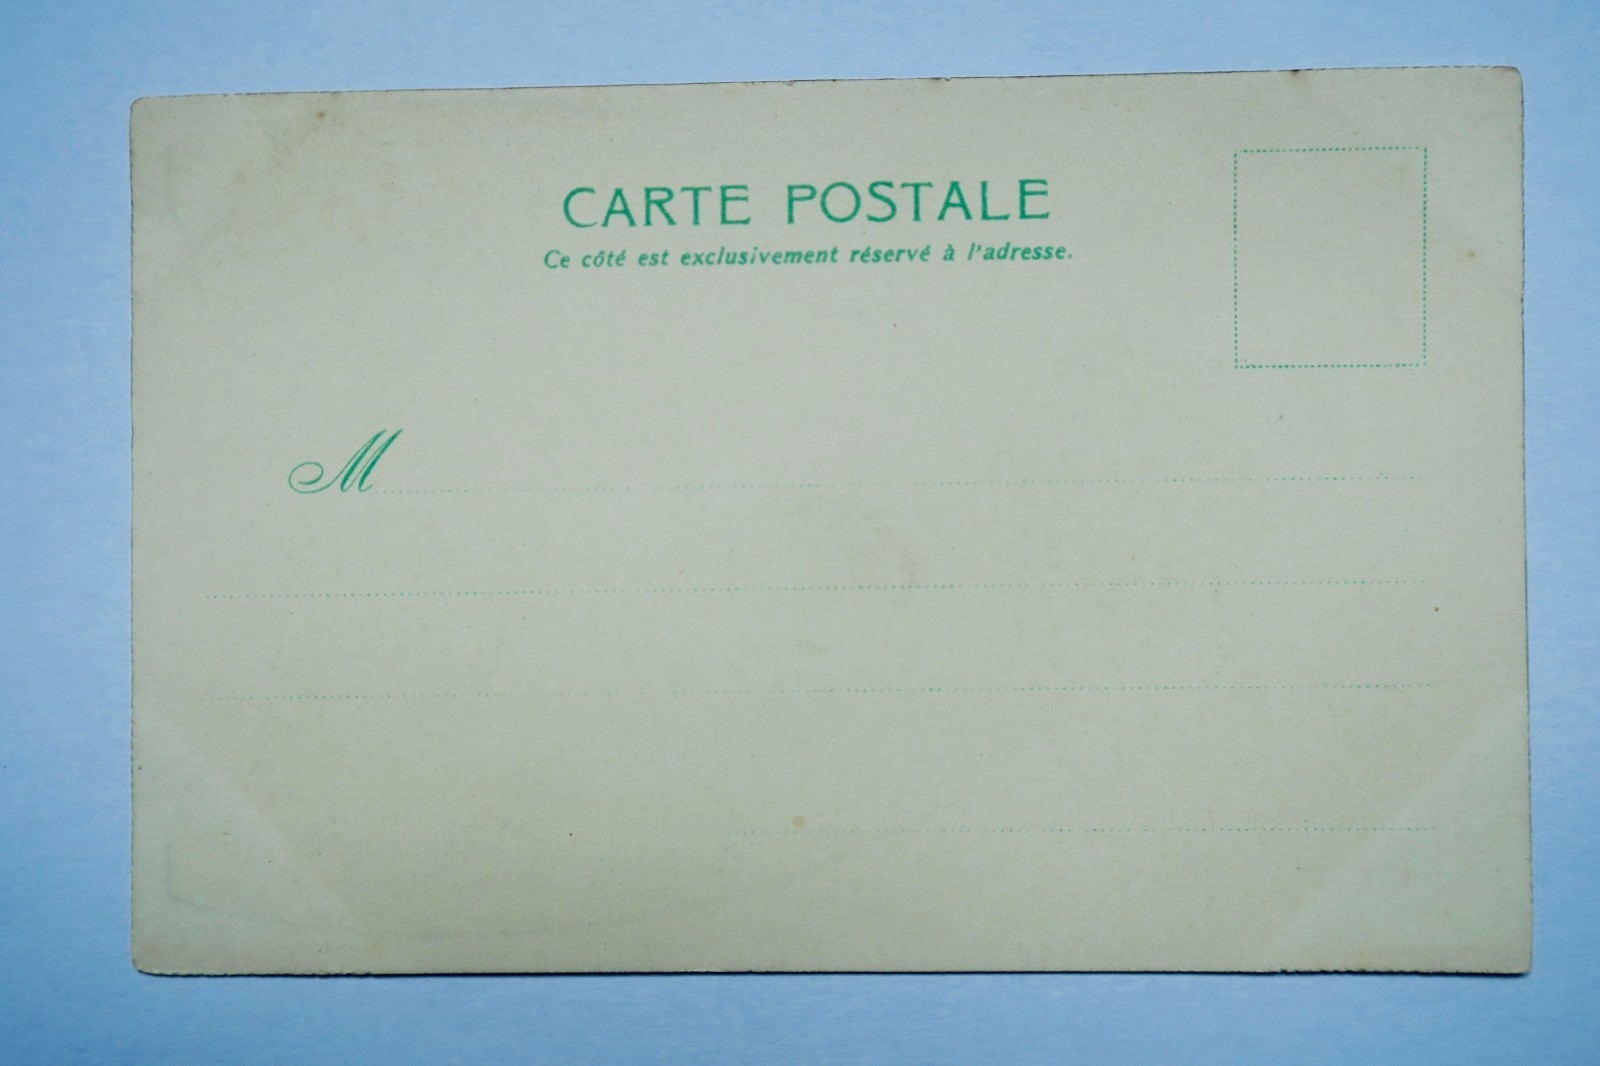 CARTE POSTALE
Ce côté est exclusivement réservé à l'adresse.
M